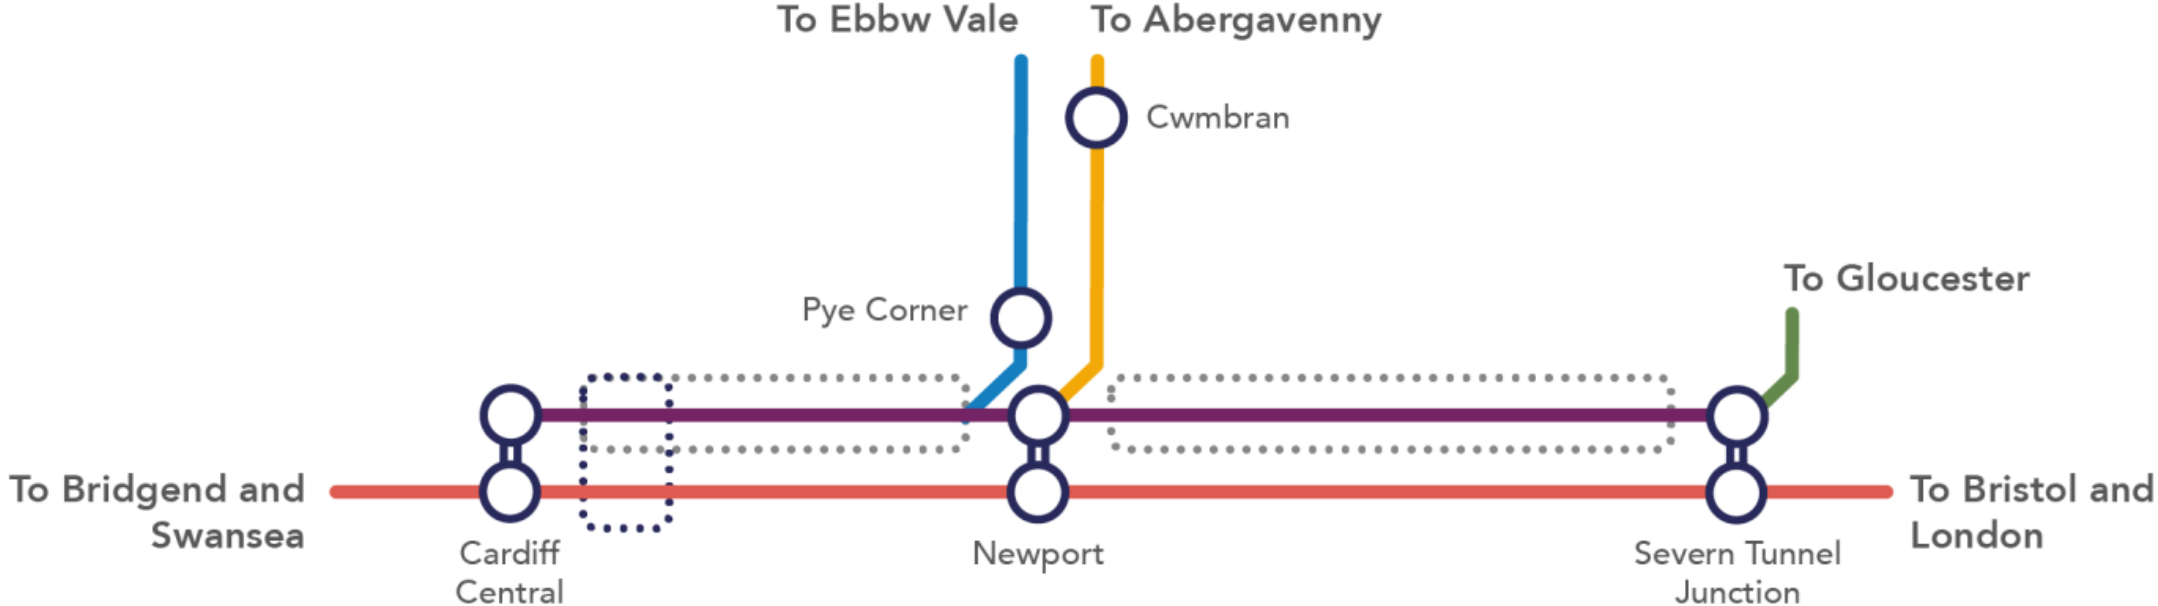 To Ebbw Vale
To Abergavenny
Cwmbran
To Gloucester
Pye Corner
To Bridgend and
Swansea
To Bristol and
London
Cardiff
Central
Newport
Severn Tunnel
Junction